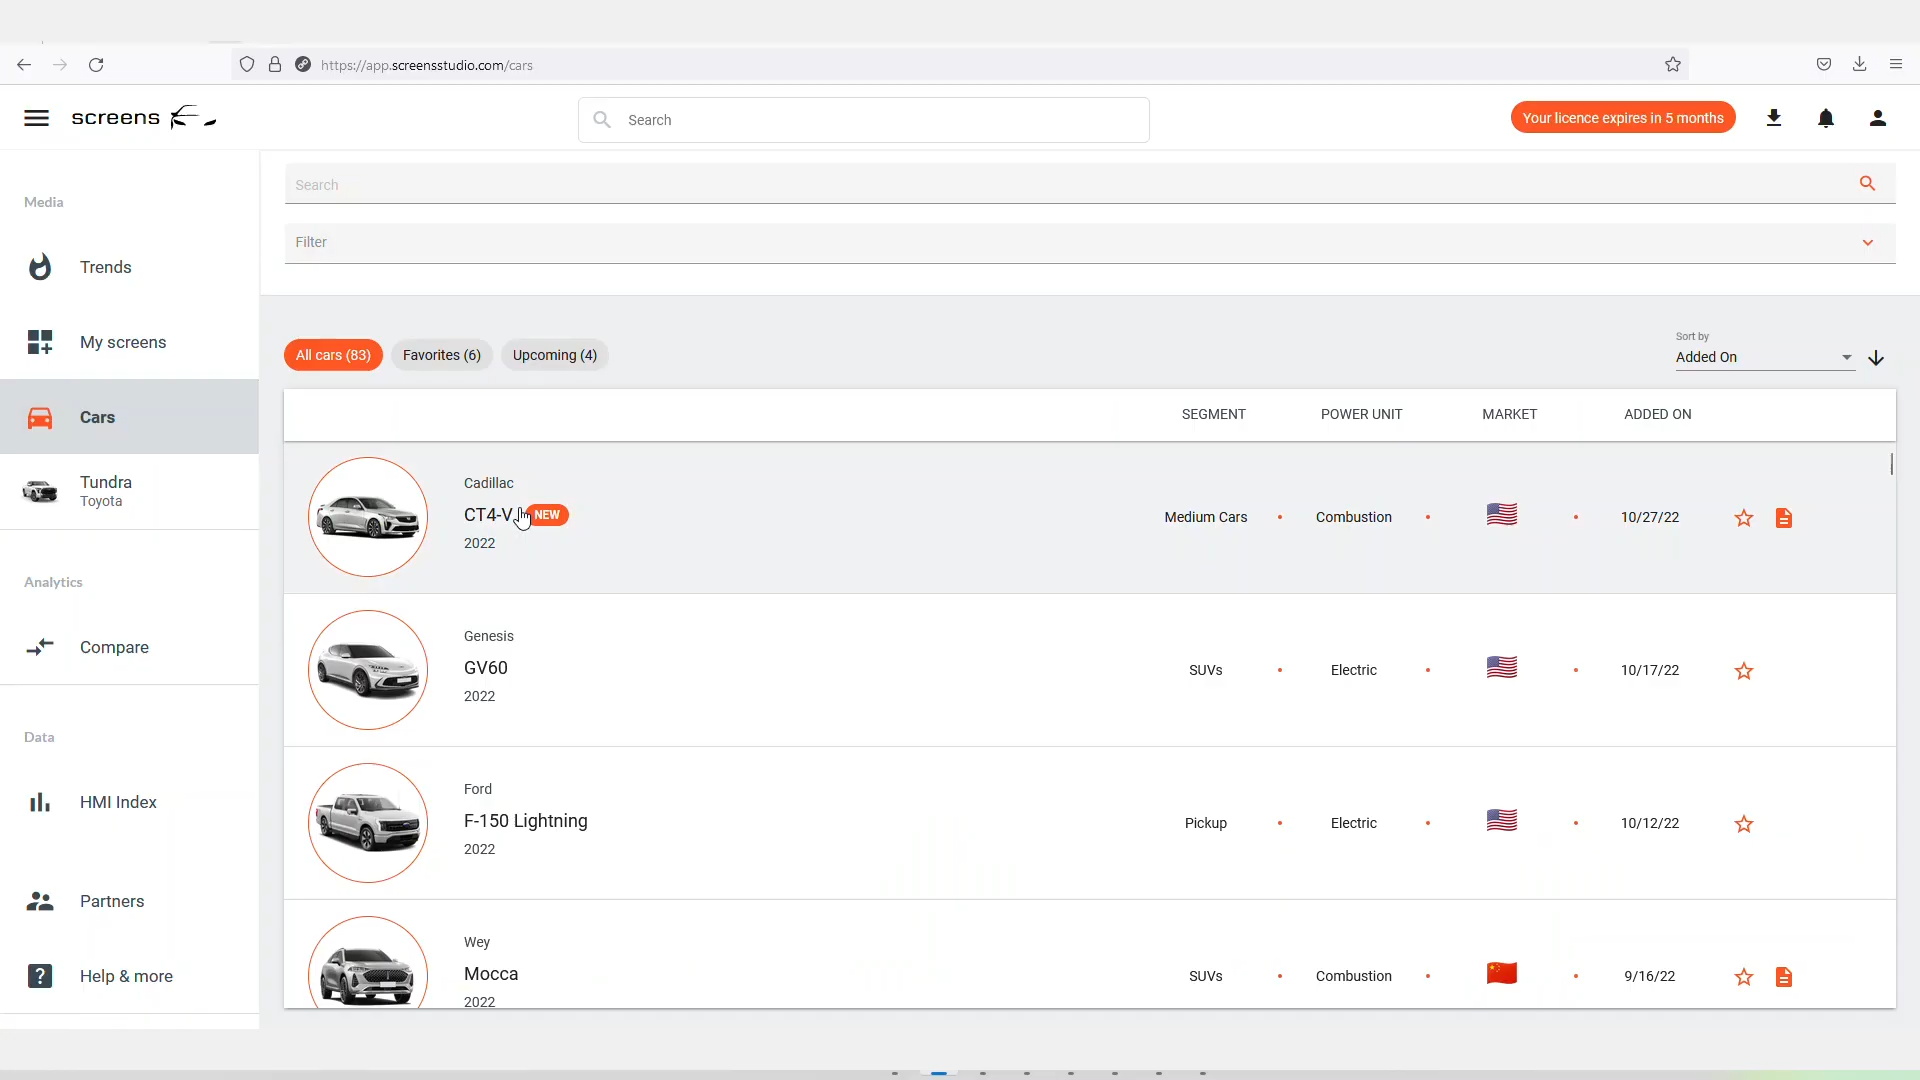 https://app.screensstudio.com/cars
screens
Search
Your licence expires in 5 months
Search
Filter
Media
Trends
My screens
Cars
Tundra
Toyota
Analytics
Compare
Data
HMI Index
Partners
Help & more
All cars (83)
Favorites (6)
Upcoming (4)
Sort by
Added On
SEGMENT POWER UNIT MARKET ADDED ON
Cadillac
CT4-V NEW
2022
Medium Cars • Combustion • • 10/27/22
Genesis
GV60
2022
SUVs • Electric • • 10/17/22
Ford
F-150 Lightning
2022
Pickup • Electric • • 10/12/22
Wey
Mocca
2022
SUVs • Combustion • • 9/16/22